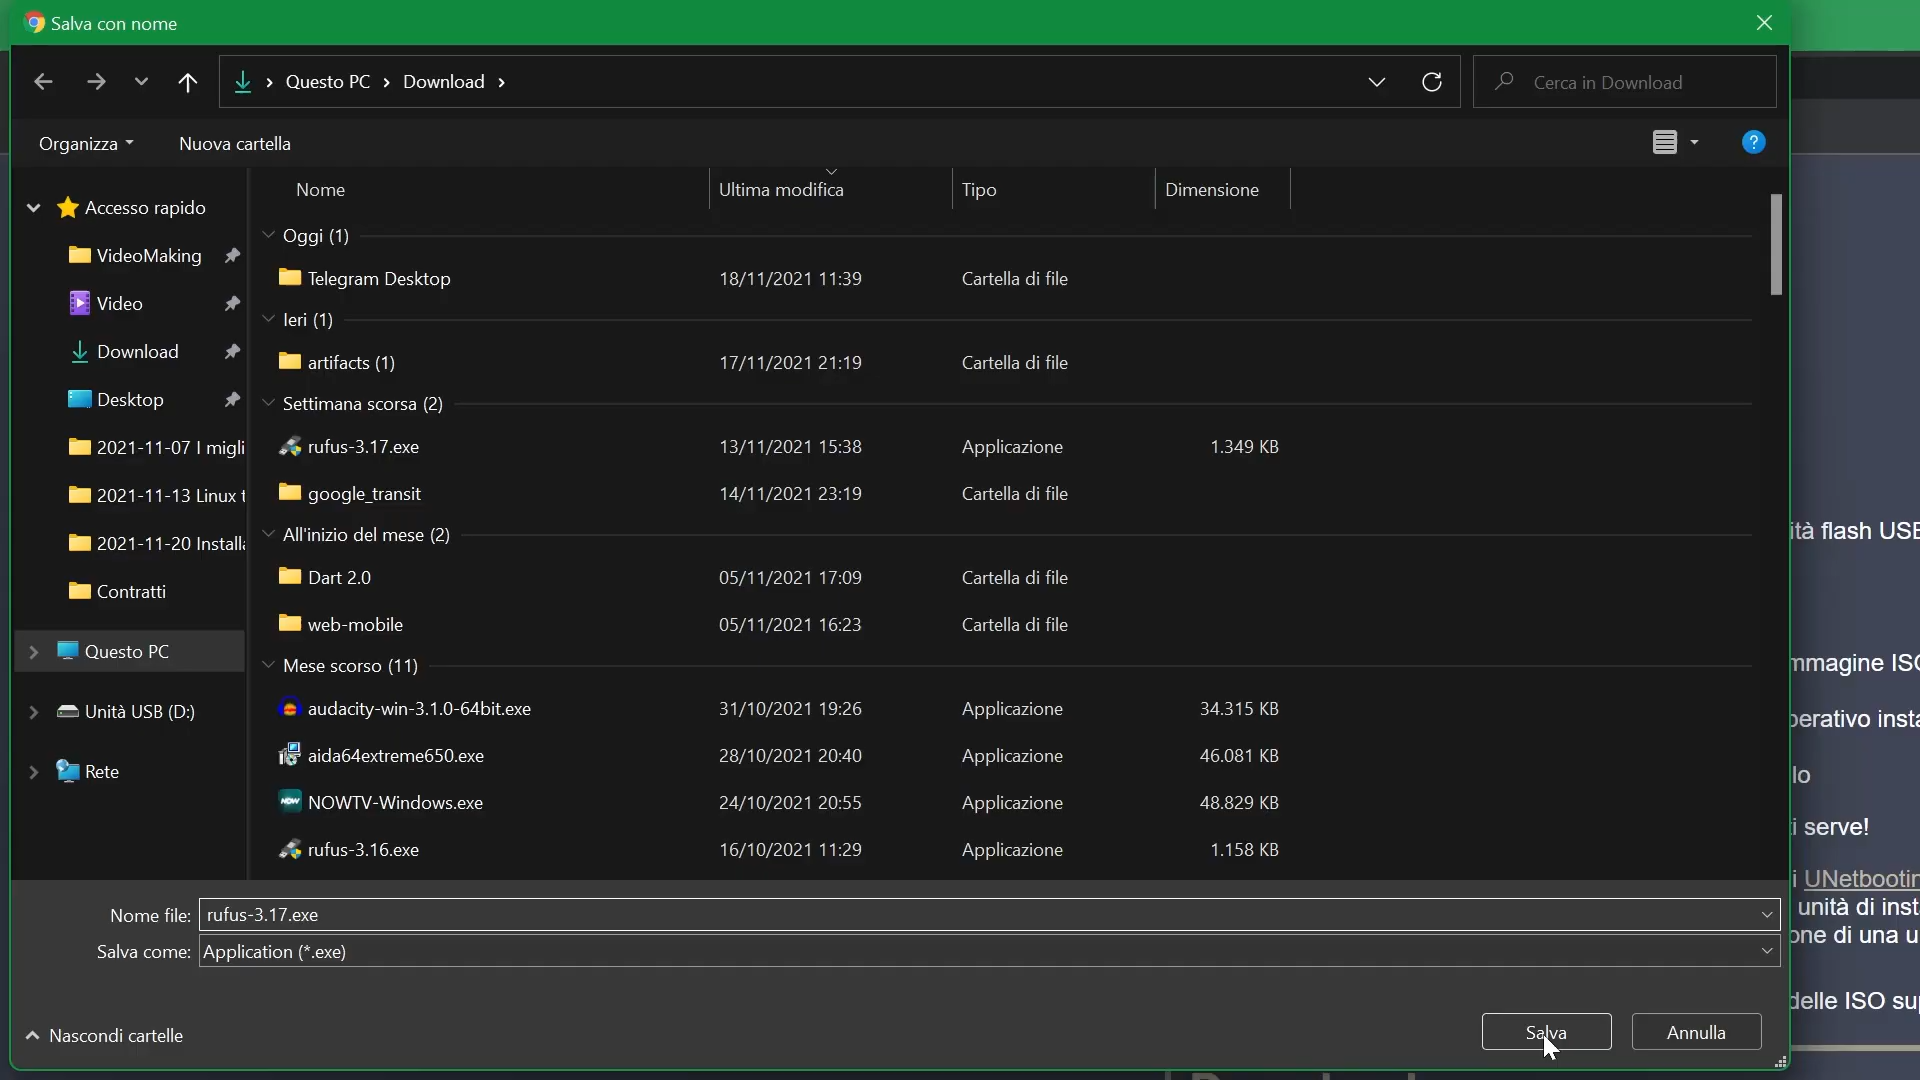 Salva con nome
Questo PC > Download >
Cerca in Download
Organizza
Nuova cartella
Nome
Ultima modifica
Tipo
Dimensione
Accesso rapido
VideoMaking
Video
Download
Desktop
2021-11-07 I migli
2021-11-13 Linux t
2021-11-20 Installa
Contratti
Questo PC
Unità USB (D:)
Rete
Oggi (1)
Telegram Desktop 18/11/2021 11:39 Cartella di file
Ieri (1)
artifacts (1) 17/11/2021 21:19 Cartella di file
Settimana scorsa (2)
rufus-3.17.exe 13/11/2021 15:38 Applicazione 1.349 KB
google_transit 14/11/2021 23:19 Cartella di file
All'inizio del mese (2)
Dart 2.0 05/11/2021 17:09 Cartella di file
web-mobile 05/11/2021 16:23 Cartella di file
Mese scorso (11)
audacity-win-3.1.0-64bit.exe 31/10/2021 19:26 Applicazione 34.315 KB
aida64extreme650.exe 28/10/2021 20:40 Applicazione 46.081 KB
NOWTV-Windows.exe 24/10/2021 20:55 Applicazione 48.829 KB
rufus-3.16.exe 16/10/2021 11:29 Applicazione 1.158 KB
Nome file: rufus-3.17.exe
Salva come: Application (*.exe)
Nascondi cartelle
Salva
Annulla
ità flash USB
mmagine ISO
perativo insta
lo
i serve!
i UNetbootin
unità di insta
one di una u
delle ISO sup